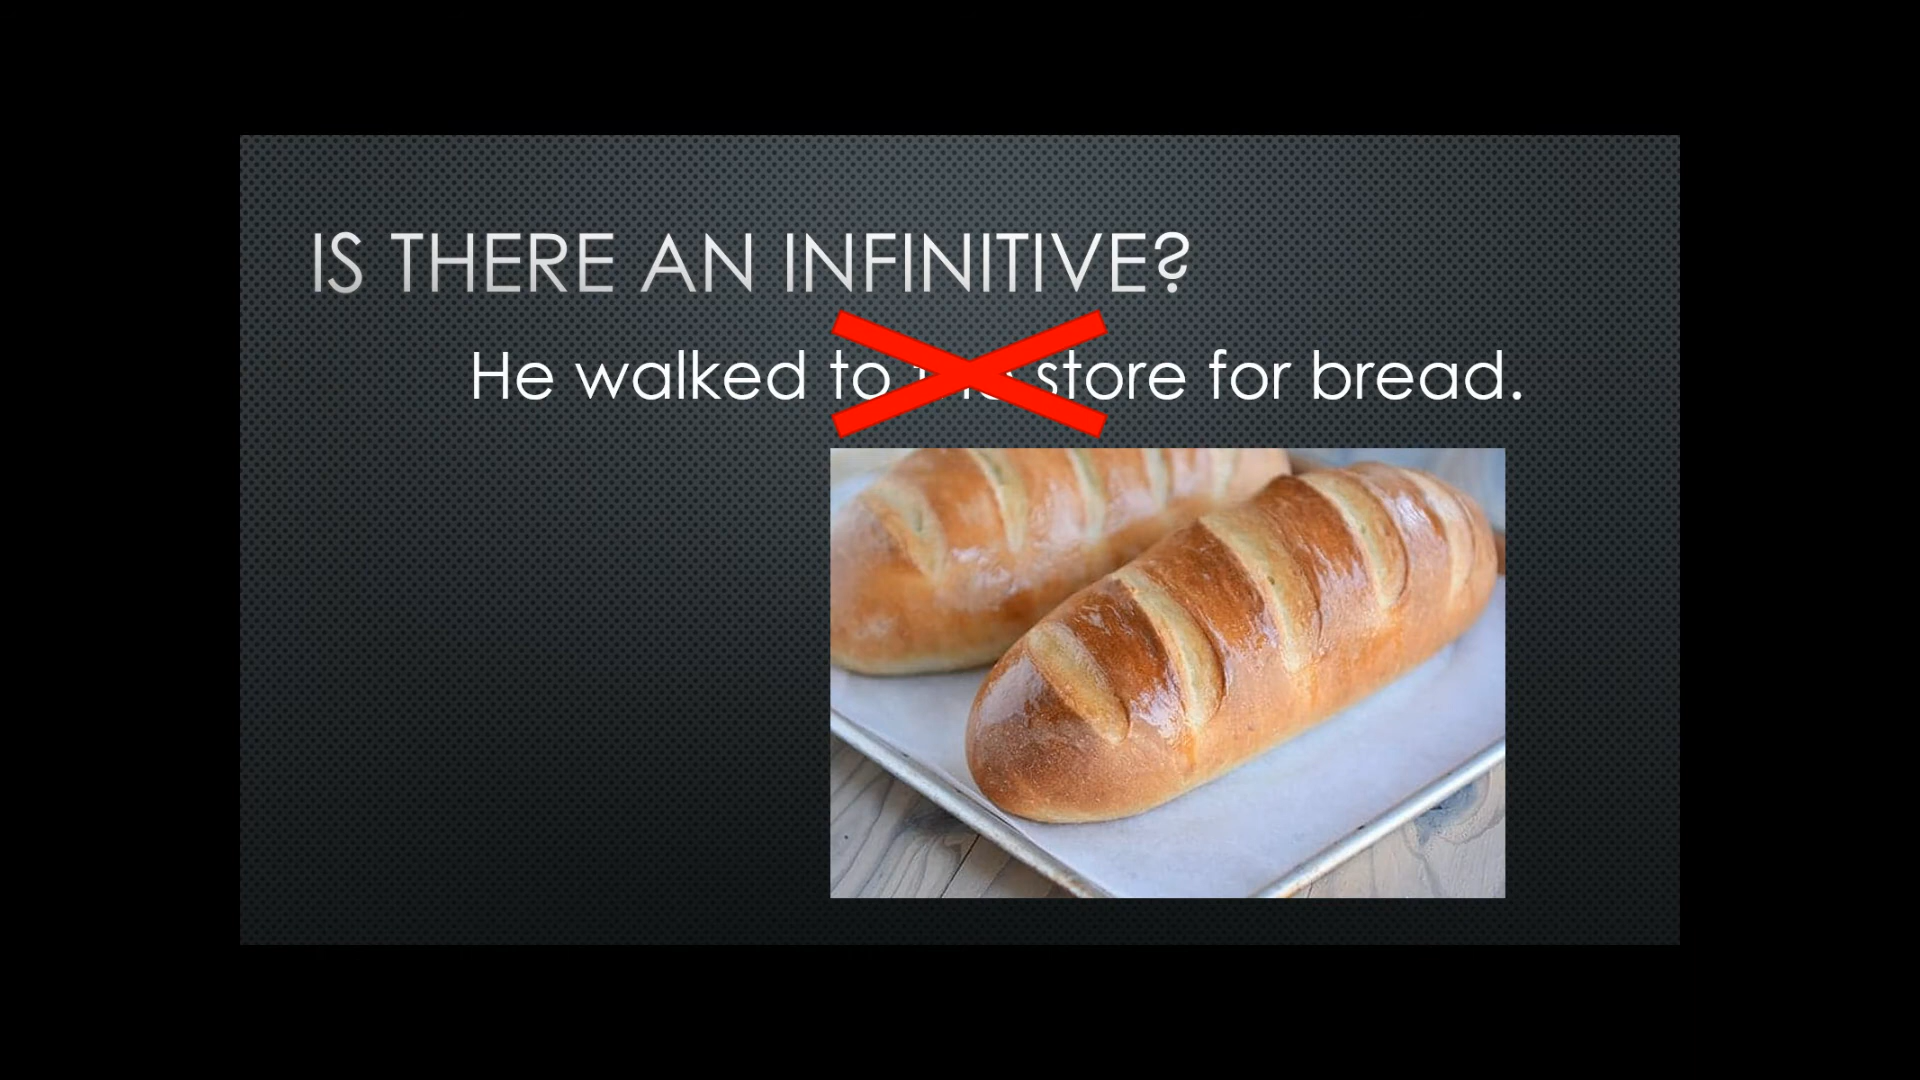 IS THERE AN INFINITIVE?
He walked to store for bread.